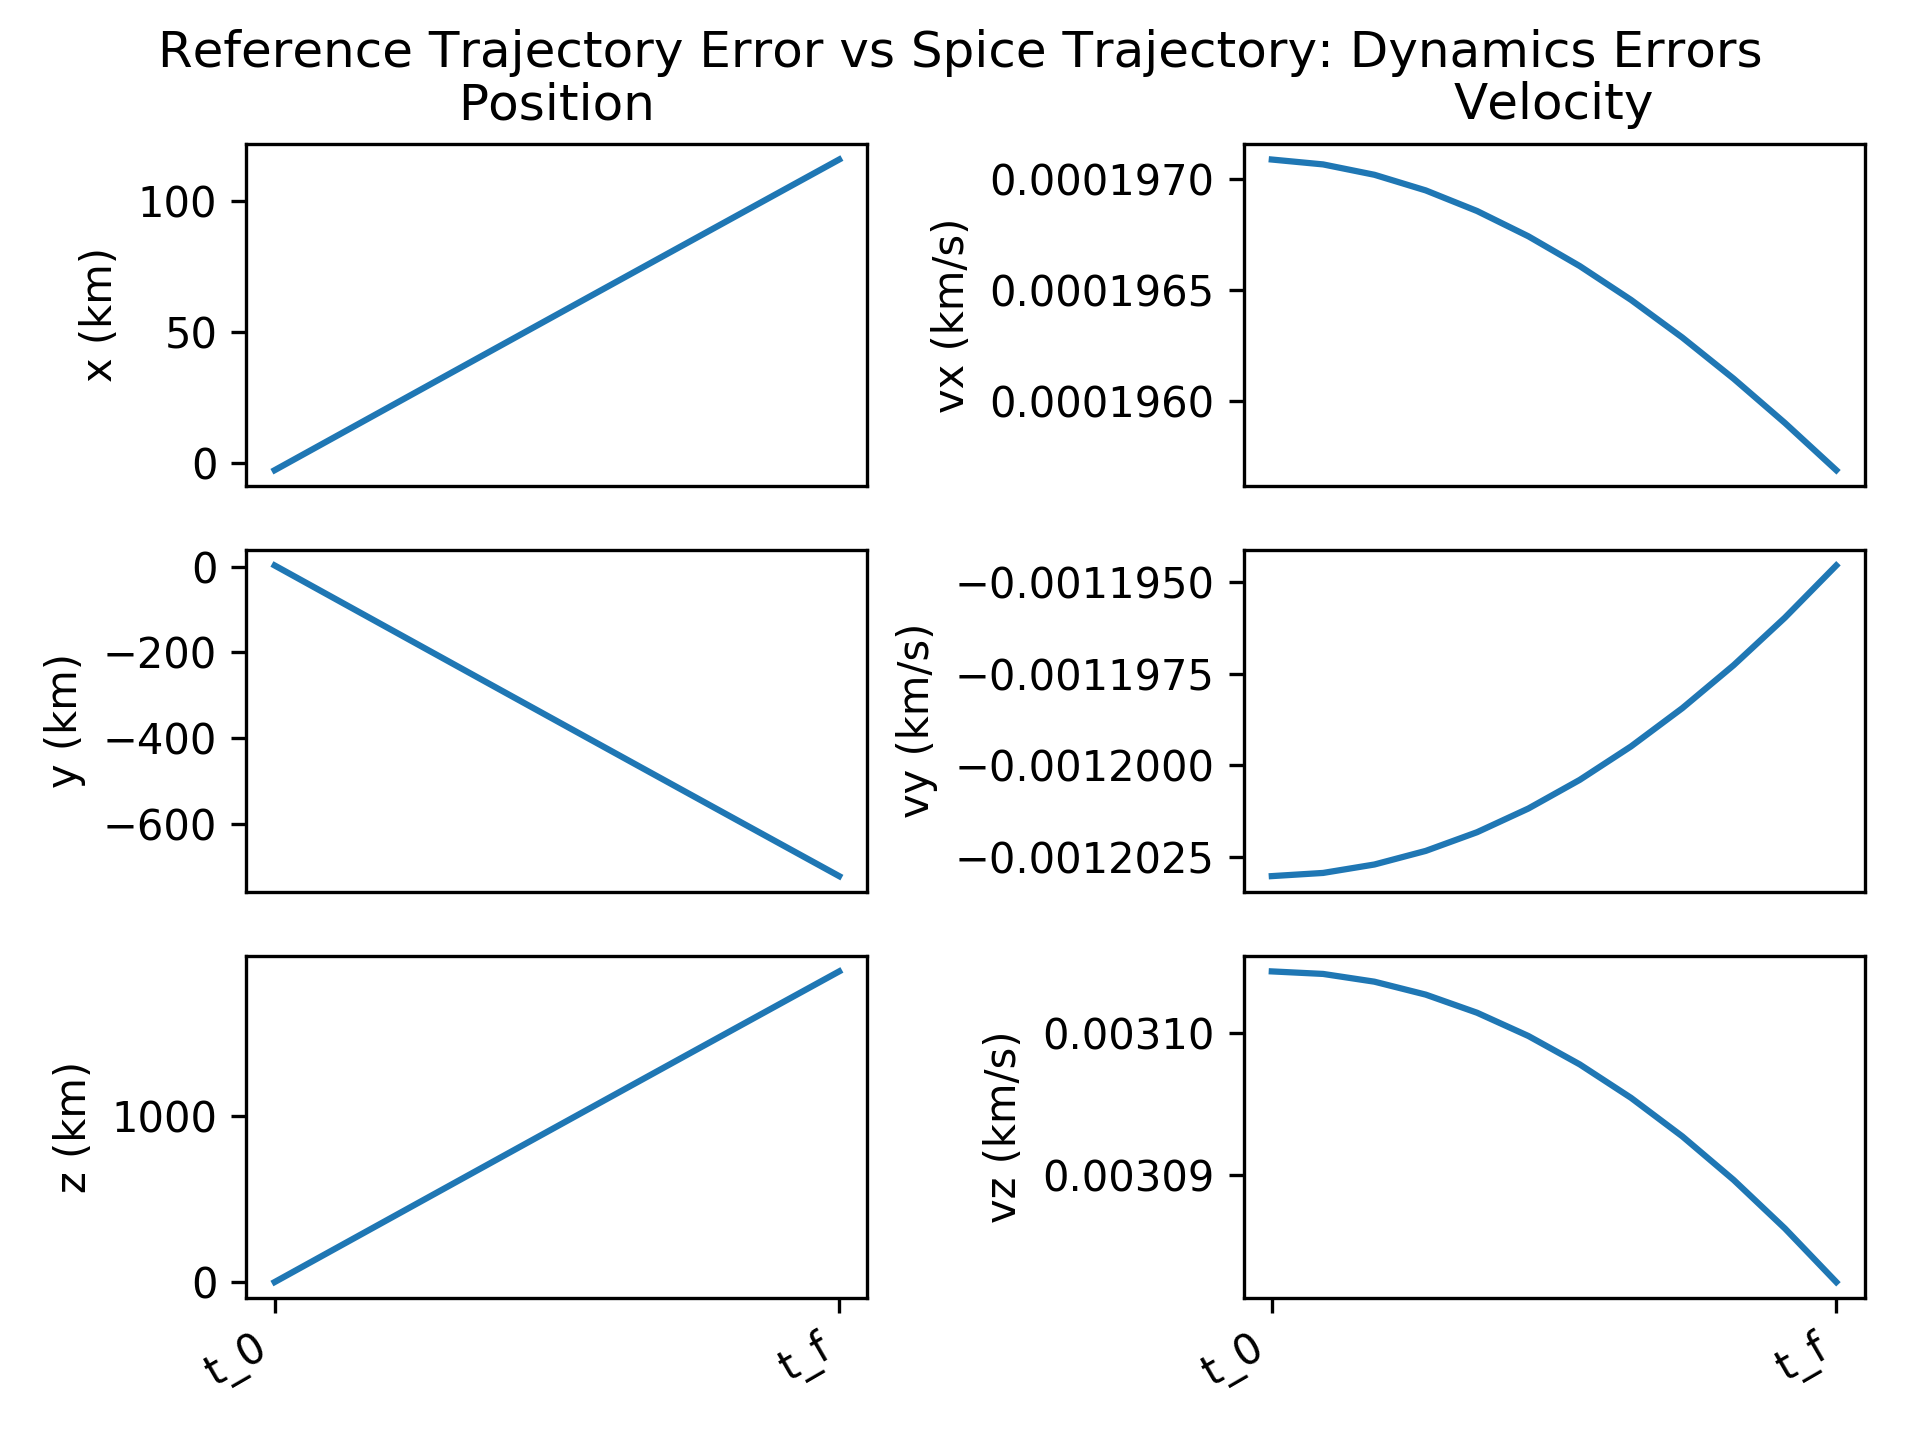 Reference Trajectory Error vs Spice Trajectory: Dynamics Errors
Position
Velocity
x (km)
100
50
0
vx (km/s)
0.0001970
0.0001965
0.0001960
y (km)
0
−200
−400
−600
vy (km/s)
−0.0011950
−0.0011975
−0.0012000
−0.0012025
z (km)
1000
0
t_0
t_f
vz (km/s)
0.00310
0.00309
t_0
t_f